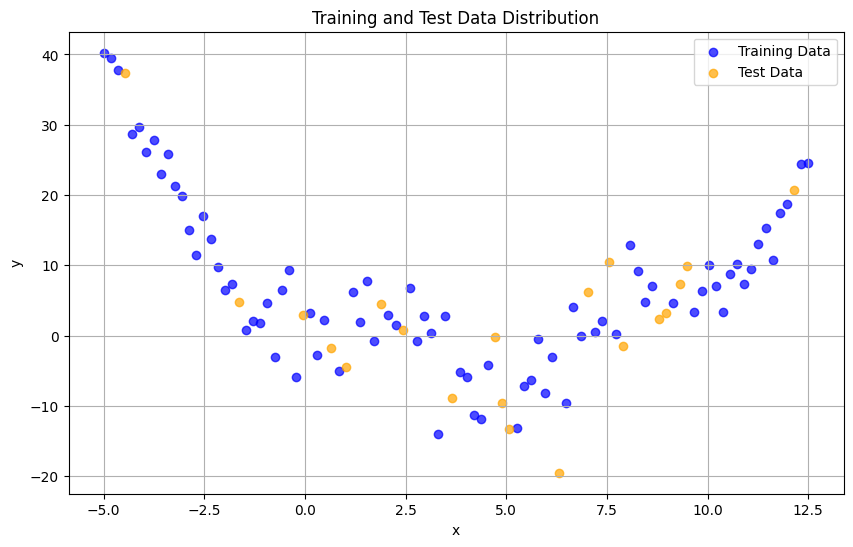 Training and Test Data Distribution
Training Data
Test Data
40
30
20
10
0
−10
−20
y
−5.0 −2.5 0.0 2.5 5.0 7.5 10.0 12.5
x